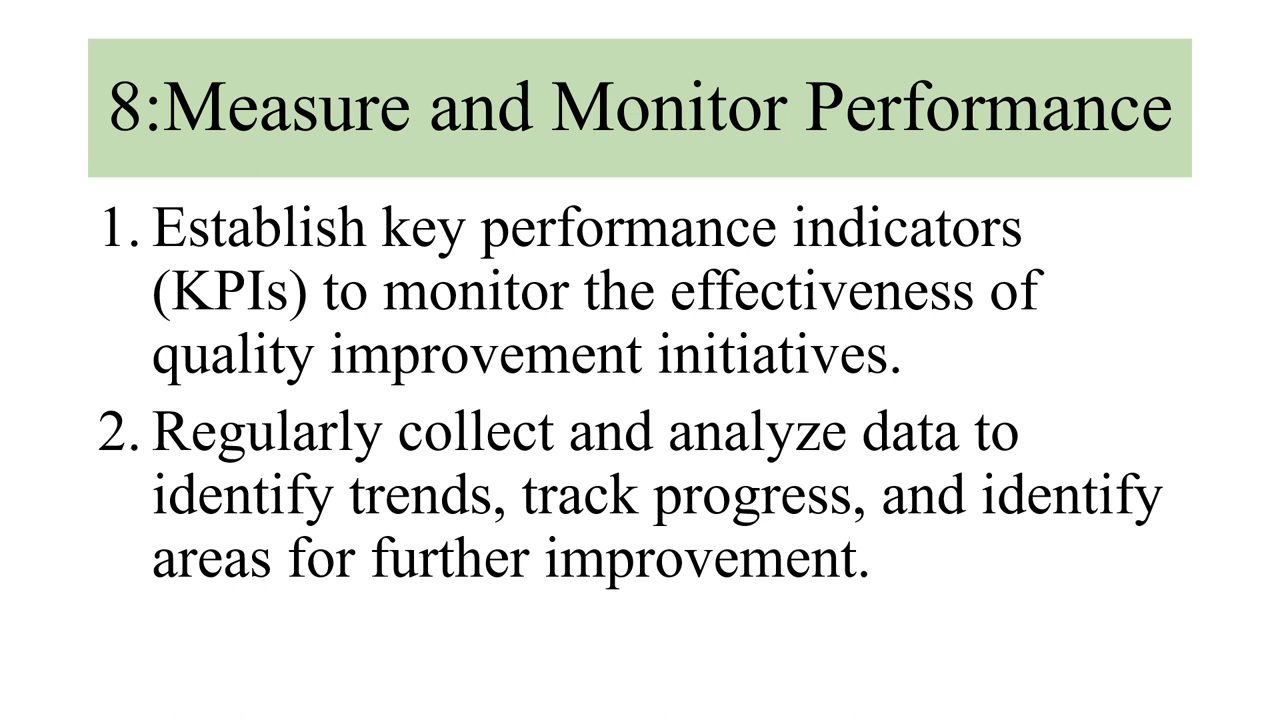 8:Measure and Monitor Performance
1. Establish key performance indicators
(KPIs) to monitor the effectiveness of
quality improvement initiatives.
2. Regularly collect and analyze data to
identify trends, track progress, and identify
areas for further improvement.